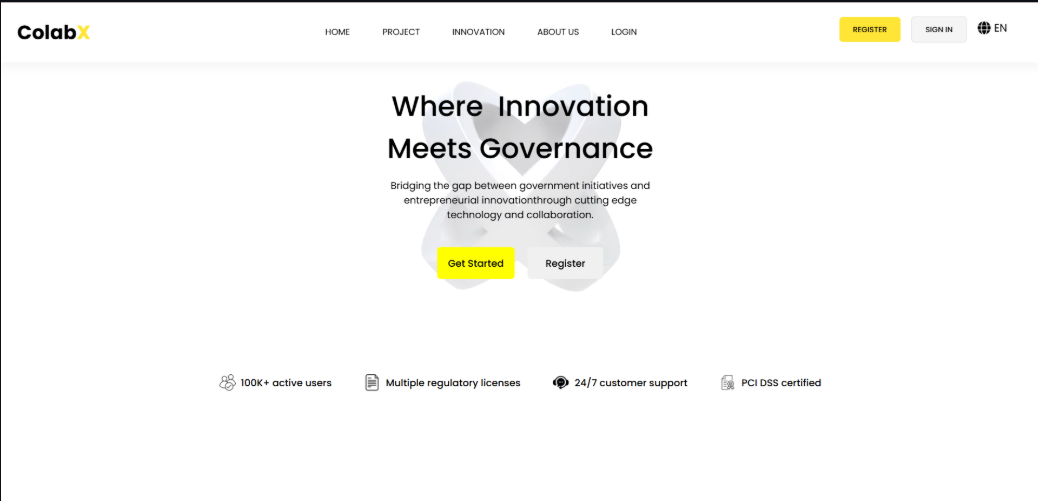 ColabX
HOME PROJECT INNOVATION ABOUT US LOGIN
REGISTER SIGN IN EN
Where Innovation
Meets Governance
Bridging the gap between government initiatives and
entrepreneurial innovationthrough cutting edge
technology and collaboration.
Get Started Register
100K+ active users Multiple regulatory licenses 24/7 customer support PCI DSS certified